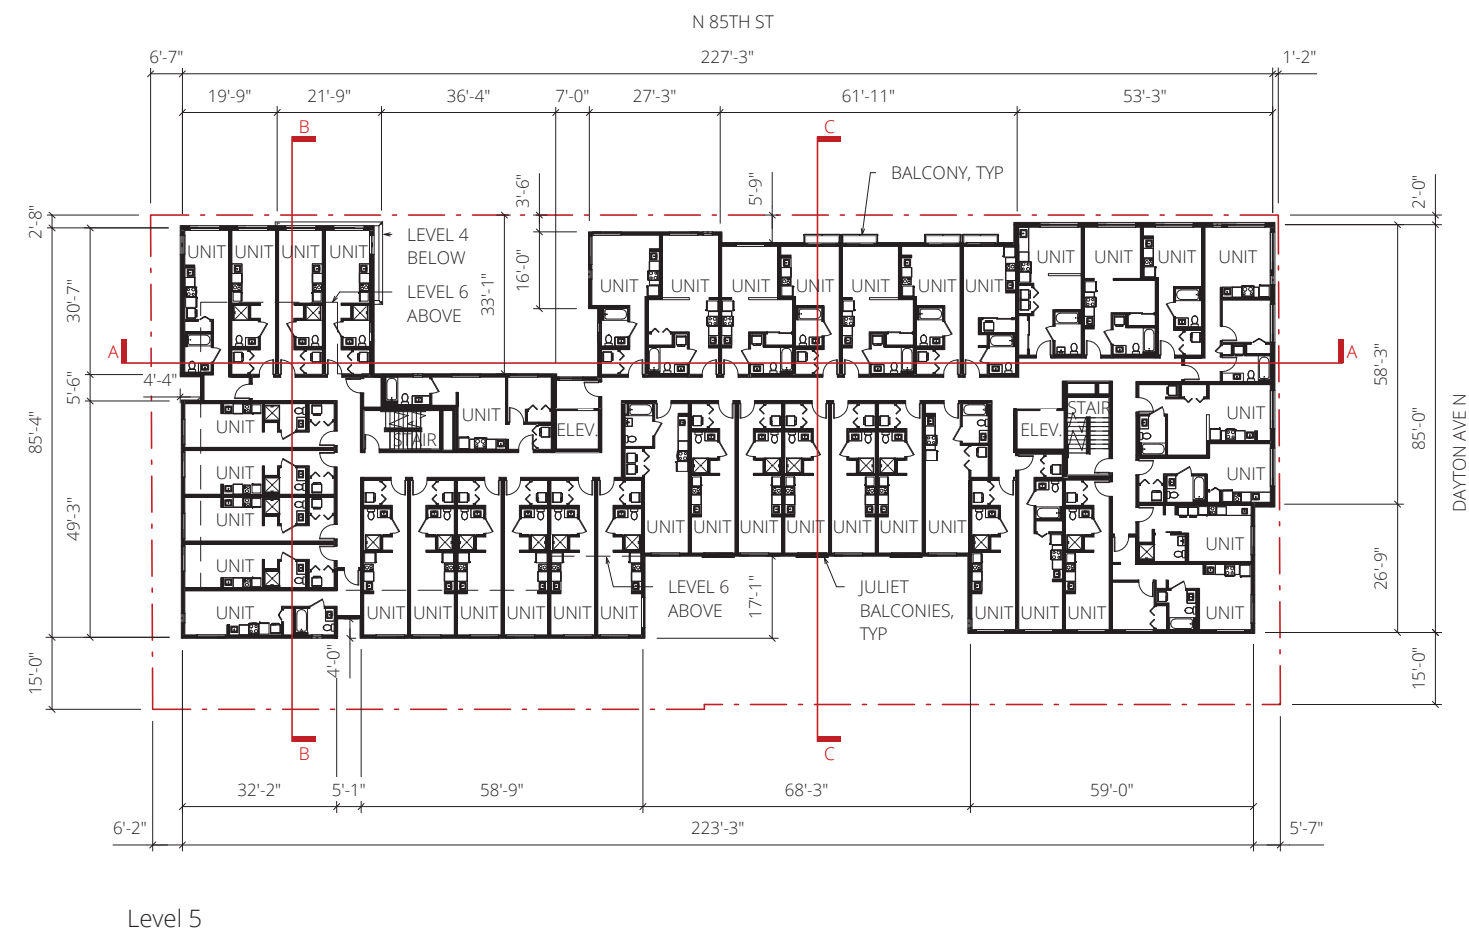 N 85TH ST
6'-7" 227'-3" 1'-2"
19'-9" 21'-9" 36'-4" 7'-0" 27'-3" 61'-11" 53'-3"
B C
BALCONY, TYP
2'-8" 3'-6" 5'-9" 2'-0"
LEVEL 4
BELOW
UNIT UNIT UNIT UNIT
UNIT UNIT UNIT UNIT
LEVEL 6
ABOVE
30'-7" 33'-1" 16'-0"
UNIT UNIT UNIT UNIT UNIT UNIT UNIT
A A
58'-3"
5'-6" 4'-4"
85'-4" 85'-0"
DAYTON AVE N
UNIT UNIT STAIR UNIT
UNIT STAIR ELEV. ELEV.
UNIT UNIT
49'-3"
UNIT UNIT UNIT UNIT UNIT UNIT UNIT UNIT
UNIT UNIT
26'-9"
LEVEL 6
ABOVE
17'-1"
JULIET
BALCONIES,
TYP
UNIT UNIT UNIT UNIT UNIT UNIT UNIT UNIT UNIT UNIT UNIT
15'-0" 4'-0" 15'-0"
B C
32'-2" 5'-1" 58'-9" 68'-3" 59'-0"
6'-2" 223'-3" 5'-7"
Level 5